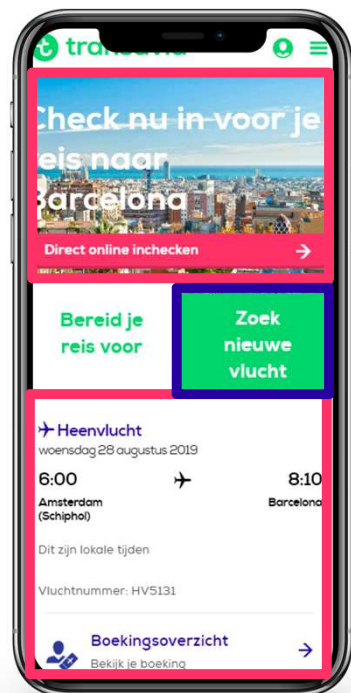 transavia
Check nu in voor je
reis naar
Barcelona
Direct online inchecken
Bereid je
reis voor
Zoek
nieuwe
vlucht
Heenvlucht
woensdag 28 augustus 2019
6:00
8:10
Amsterdam
(Schiphol)
Barcelona
Dit zijn lokale tijden
Vluchtnummer: HV5131
Boekingsoverzicht
Bekijk je boeking